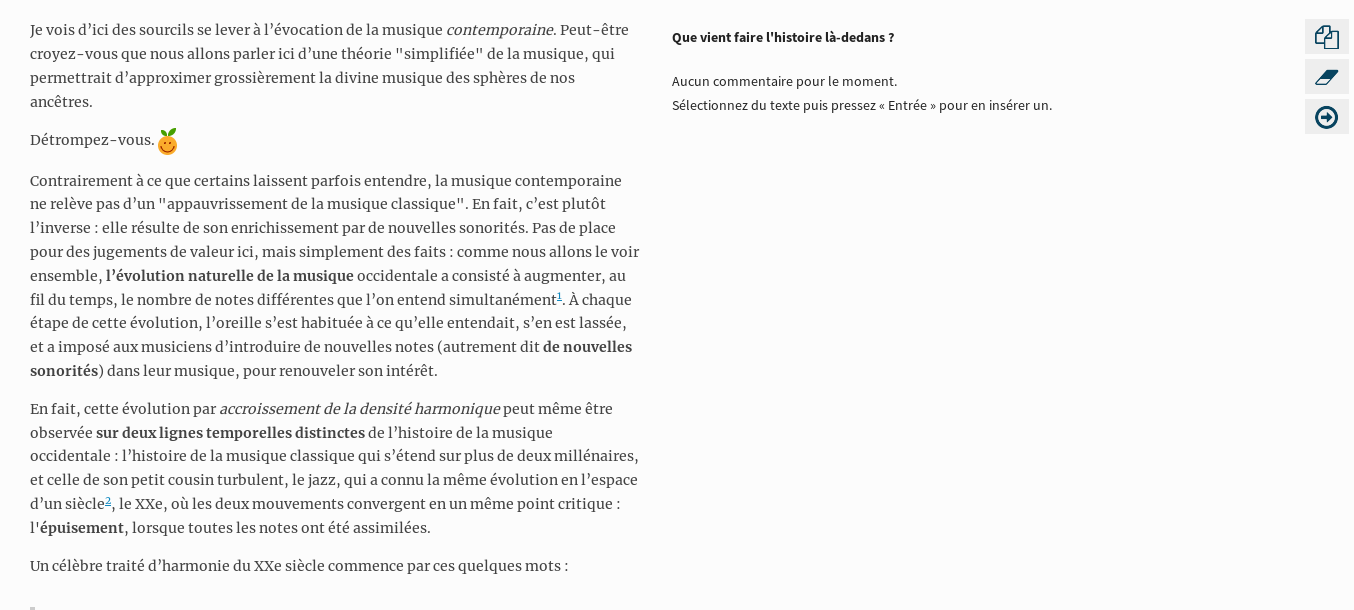 Je vois d’ici des sourcils se lever à l’évocation de la musique contemporaine. Peut-être
croyez-vous que nous allons parler ici d’une théorie "simplifiée" de la musique, qui
permettrait d’approximer grossièrement la divine musique des sphères de nos
ancêtres.
Détrompez-vous.
Contrairement à ce que certains laissent parfois entendre, la musique contemporaine
ne relève pas d’un "appauvrissement de la musique classique". En fait, c’est plutôt
l’inverse : elle résulte de son enrichissement par de nouvelles sonorités. Pas de place
pour des jugements de valeur ici, mais simplement des faits : comme nous allons le voir
ensemble, l’évolution naturelle de la musique occidentale a consisté à augmenter, au
fil du temps, le nombre de notes différentes que l’on entend simultanément1. À chaque
étape de cette évolution, l’oreille s’est habituée à ce qu’elle entendait, s’en est lassée,
et a imposé aux musiciens d’introduire de nouvelles notes (autrement dit de nouvelles
sonorités) dans leur musique, pour renouveler son intérêt.
En fait, cette évolution par accroissement de la densité harmonique peut même être
observée sur deux lignes temporelles distinctes de l’histoire de la musique
occidentale : l’histoire de la musique classique qui s’étend sur plus de deux millénaires,
et celle de son petit cousin turbulent, le jazz, qui a connu la même évolution en l’espace
d’un siècle2, le XXe, où les deux mouvements convergent en un même point critique :
l'épuisement, lorsque toutes les notes ont été assimilées.
Un célèbre traité d’harmonie du XXe siècle commence par ces quelques mots :
Que vient faire l'histoire là-dedans ?
Aucun commentaire pour le moment.
Sélectionnez du texte puis pressez « Entrée » pour en insérer un.